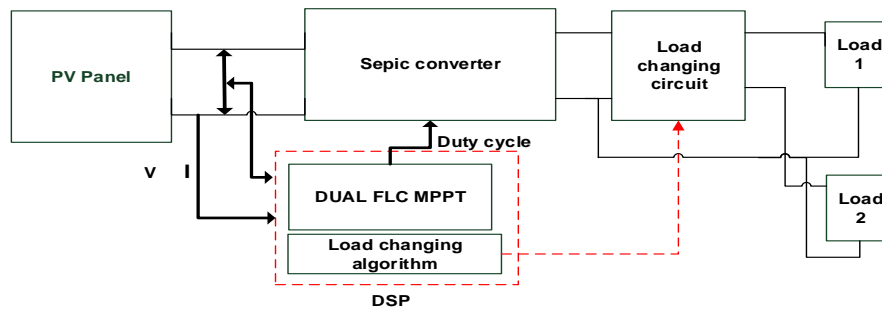 PV Panel
Sepic converter
Load
changing
circuit
Load
1
Duty cycle
V
I
DUAL FLC MPPT
Load
2
Load changing
algorithm
DSP